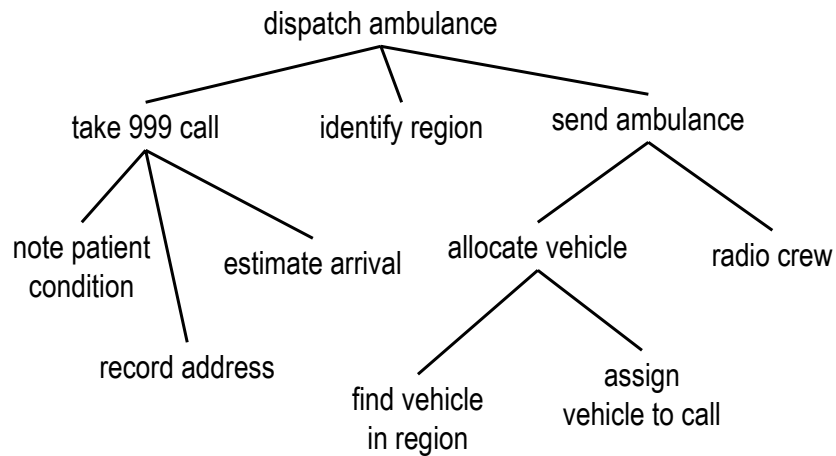 dispatch ambulance
take 999 call
identify region
send ambulance
note patient
condition
estimate arrival
allocate vehicle
radio crew
record address
find vehicle
in region
assign
vehicle to call